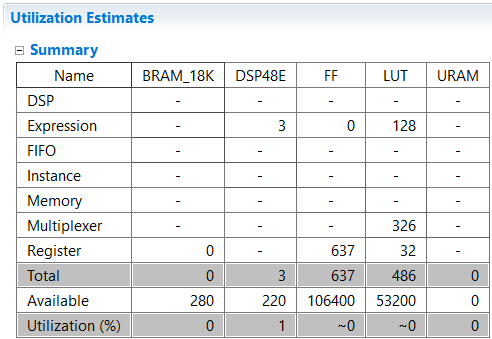 Utilization Estimates
Summary
Name BRAM_18K DSP48E FF LUT URAM
DSP - - - - -
Expression - 3 0 128 -
FIFO - - - - -
Instance - - - - -
Memory - - - - -
Multiplexer - - - 326 -
Register 0 - 637 32 -
Total 0 3 637 486 0
Available 280 220 106400 53200 0
Utilization (%) 0 1 ~0 ~0 0